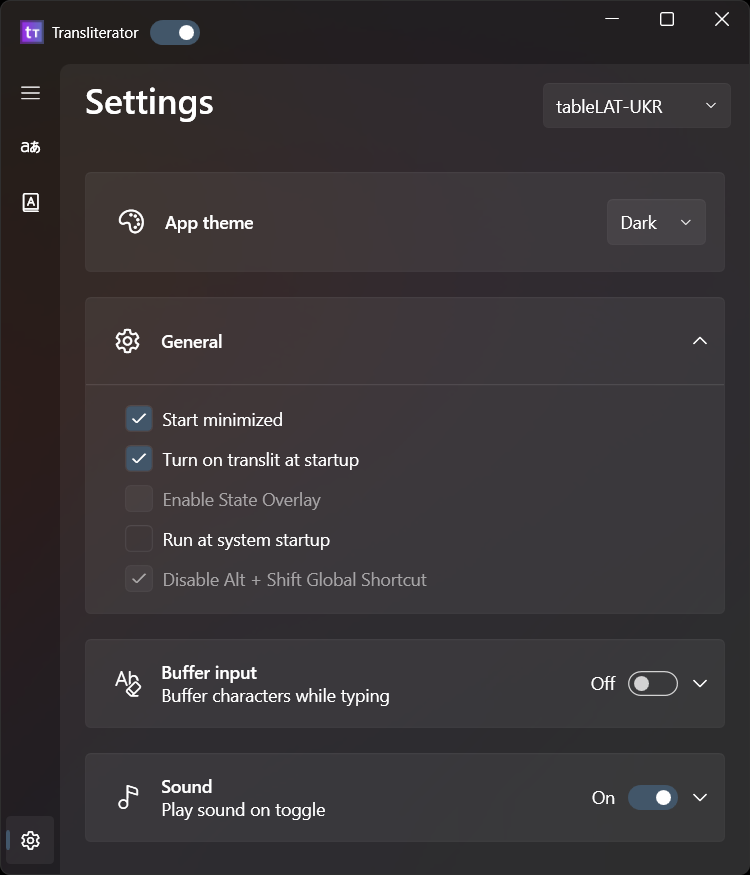 tT Transliterator
Settings
tableLAT-UKR
aあ
A
App theme
Dark
General
Start minimized
Turn on translit at startup
Enable State Overlay
Run at system startup
Disable Alt + Shift Global Shortcut
Ab
Buffer input
Buffer characters while typing
Off
Sound
Play sound on toggle
On